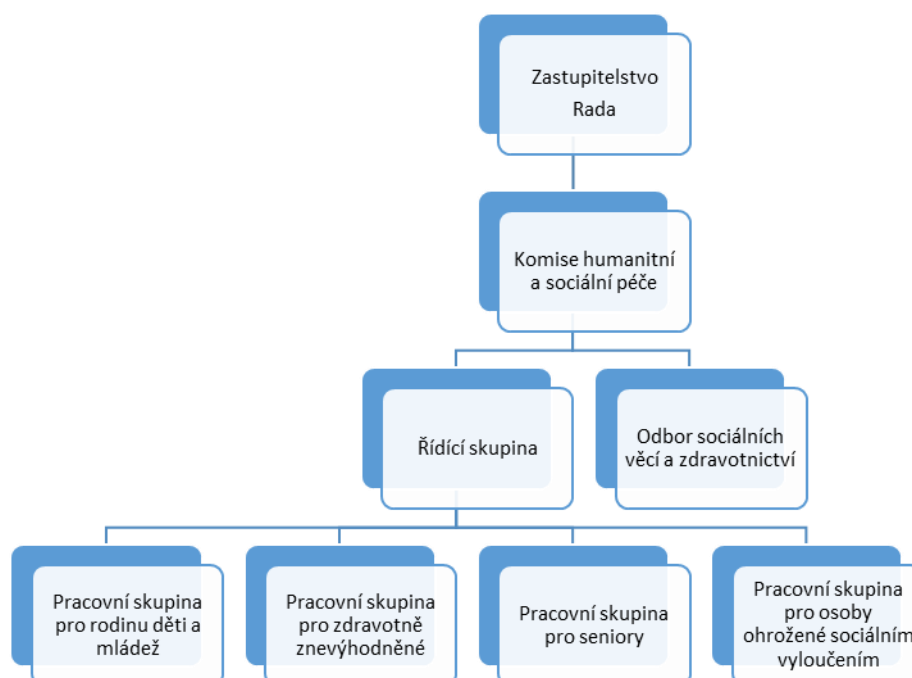 Zastupitelstvo
Rada
Komise humanitní
a sociální péče
Řídící skupina
Odbor sociálních
věcí a zdravotnictví
Pracovní skupina
pro rodinu děti a
mládež
Pracovní skupina
pro zdravotně
znevýhodněné
Pracovní skupina
pro seniory
Pracovní skupina
pro osoby
ohrožené sociálním
vyloučením